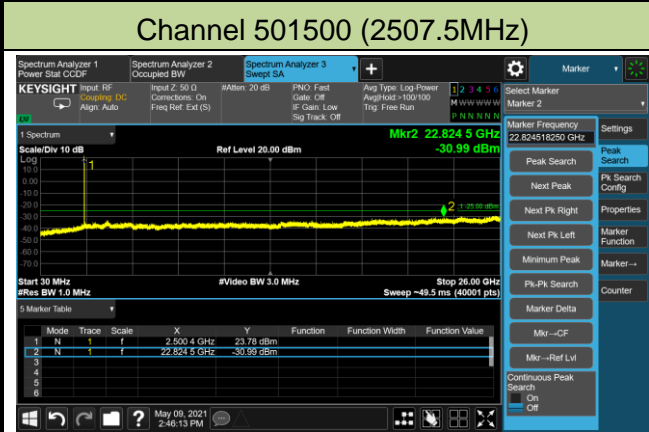 Channel 501500 (2507.5MHz)
Spectrum Analyzer 1
Power Stat CCDF
Spectrum Analyzer 2
Occupied BW
Spectrum Analyzer 3
Swept SA
Marker
KEYSIGHT
Input: RF
Coupling: DC
Align: Auto
Input Z: 50 Ω
Corrections: On
Freq Ref: Ext (S)
#Atten: 20 dB
PNO: Fast
Gate: Off
IF Gain: Low
Sig Track: Off
Avg Type: Log-Power
Avg|Hold:>100/100
Trig: Free Run
1 2 3 4 5 6
M W W W W W
P N N N N N
Select Marker
Marker 2
LXI
1 Spectrum
Mkr2 22.824 5 GHz
Scale/Div 10 dB
Ref Level 20.00 dBm
-30.99 dBm
Log
10.0
0.00
-10.0
-20.0
-30.0
-40.0
-50.0
-60.0
-70.0
1
2
-25.00 dBm
Start 30 MHz
#Video BW 3.0 MHz
Stop 26.00 GHz
#Res BW 1.0 MHz
Sweep ~49.5 ms (40001 pts)
Marker Frequency
22.824518250 GHz
Peak Search
Next Peak
Next Pk Right
Next Pk Left
Minimum Peak
Pk-Pk Search
Marker Delta
Mkr→CF
Mkr→Ref Lvl
Continuous Peak
Search
On
Off
Settings
Peak
Search
Pk Search
Config
Properties
Marker
Function
Marker→
Counter
5 Marker Table
Mode Trace Scale X Y Function Function Width Function Value
1 N 1 f 2.500 4 GHz 23.78 dBm
2 N 1 f 22.824 5 GHz -30.99 dBm
3
4
5
6
May 09, 2021
2:46:13 PM